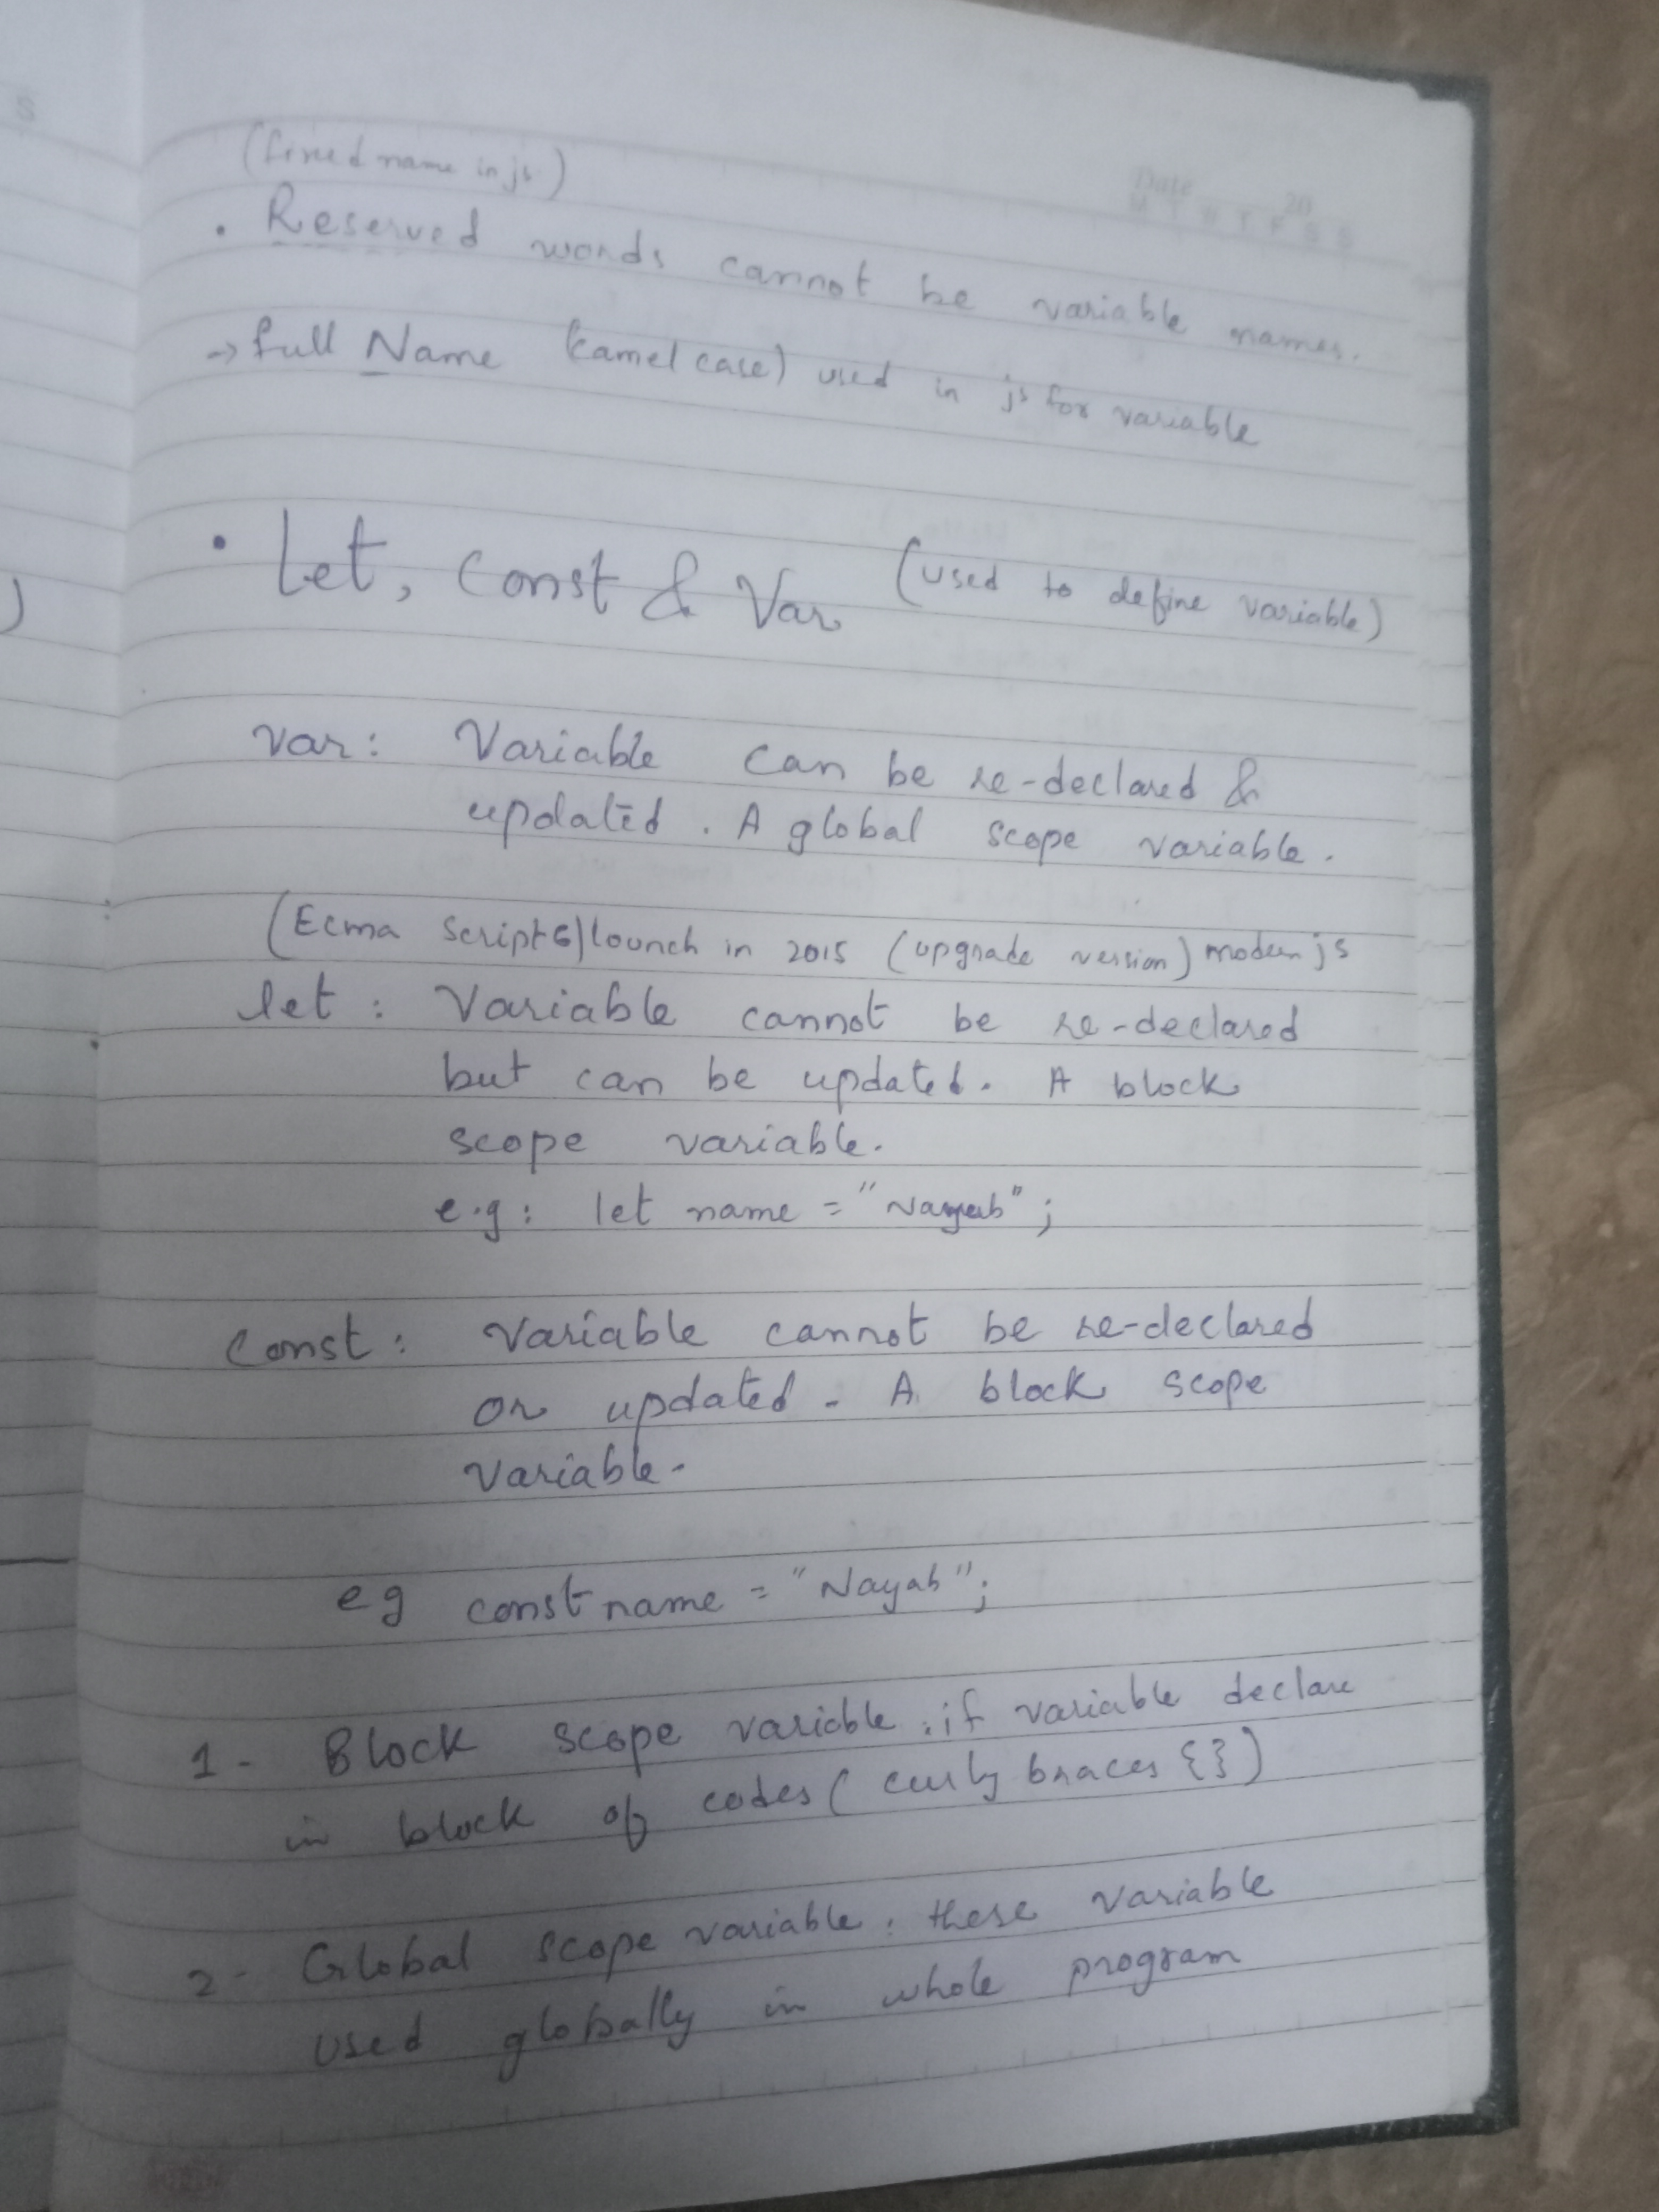 S
Date 20
M T W T F S S
(fixed name in js)
. Reserved words cannot be variable names.
→ full Name (camel case) used in js for variable
)
• Let, Const & Var (used to define variable)
var: Variable can be re-declared &
updated. A global scope variable.
(Ecma Script 6) lounch in 2015 (upgrade version) modern js
let: Variable cannot be re-declared
but can be updated. A block
scope variable.
e.g: let name = "Nayab";
Const: Variable cannot be re-declared
or updated. A block scope
variable.
eg const name = "Nayab";
1- Block scope variable: if variable declare
in block of codes (curly braces {})
2- Global scope variable: these variable
used globally in whole program